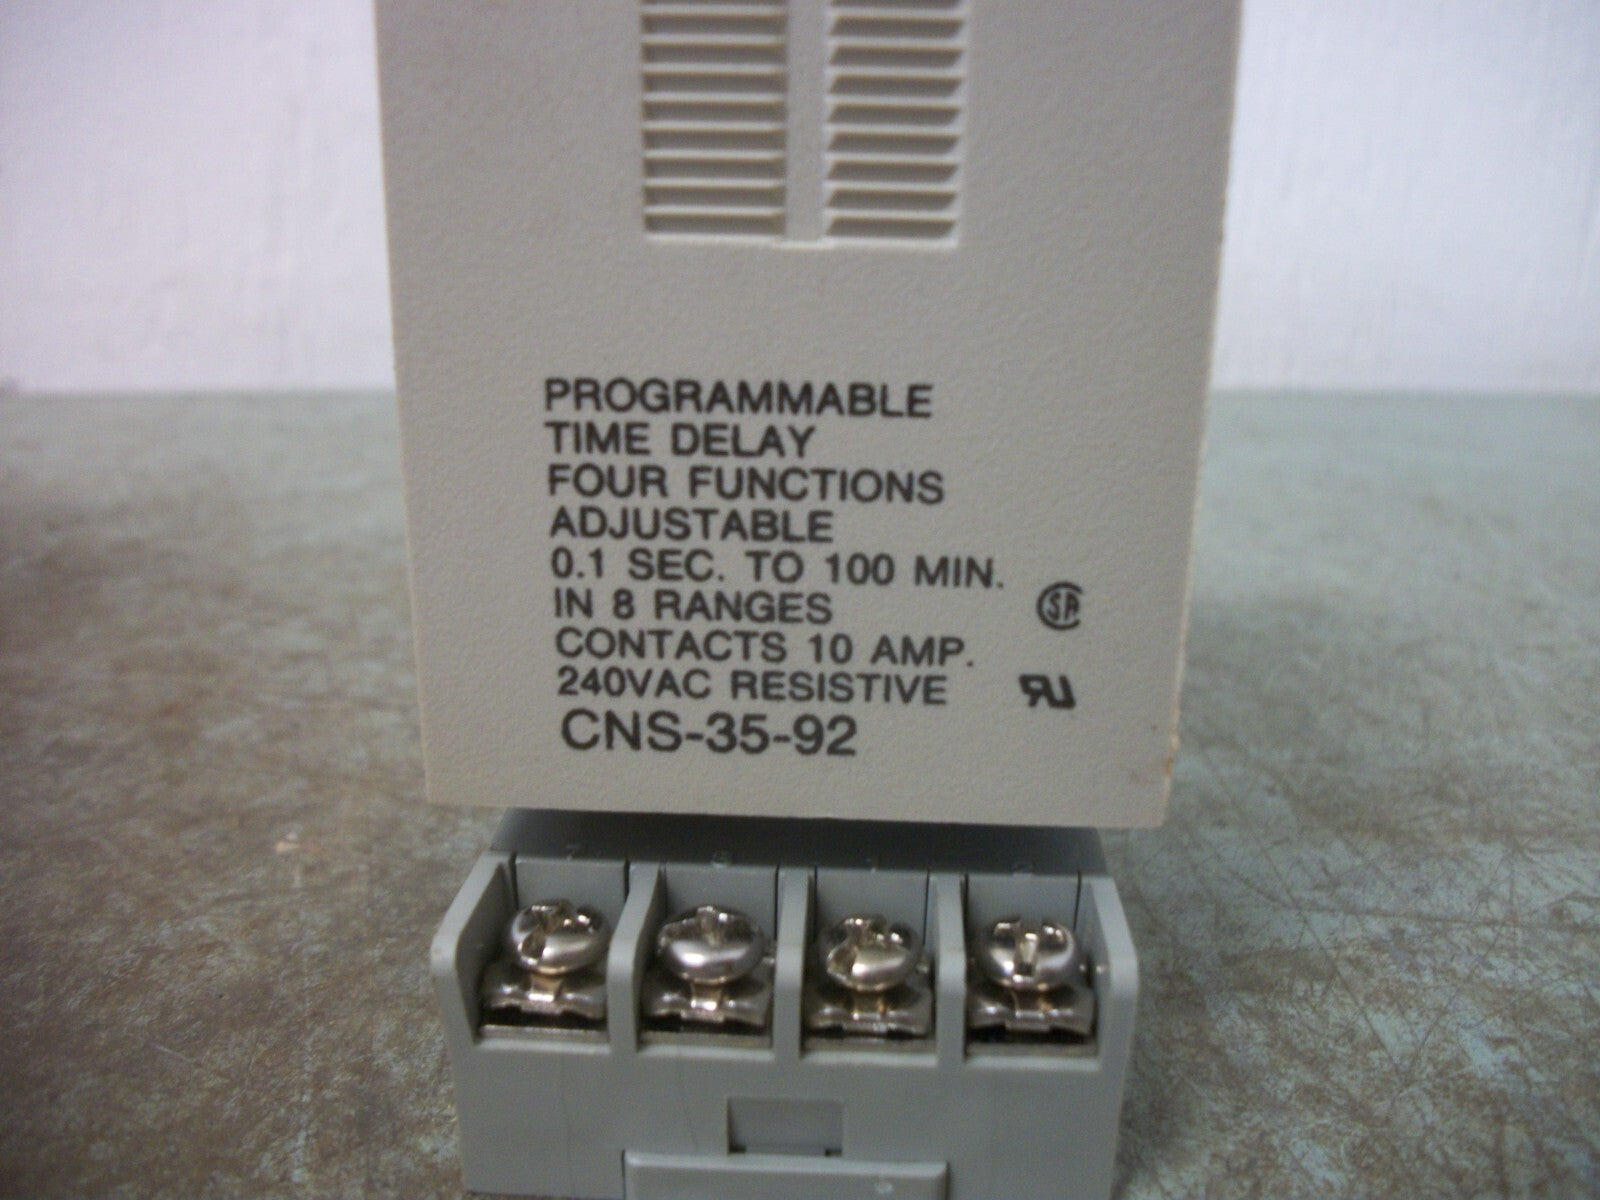 PROGRAMMABLE
TIME DELAY
FOUR FUNCTIONS
ADJUSTABLE
0.1 SEC. TO 100 MIN.
IN 8 RANGES
CONTACTS 10 AMP.
240VAC RESISTIVE
CNS-35-92